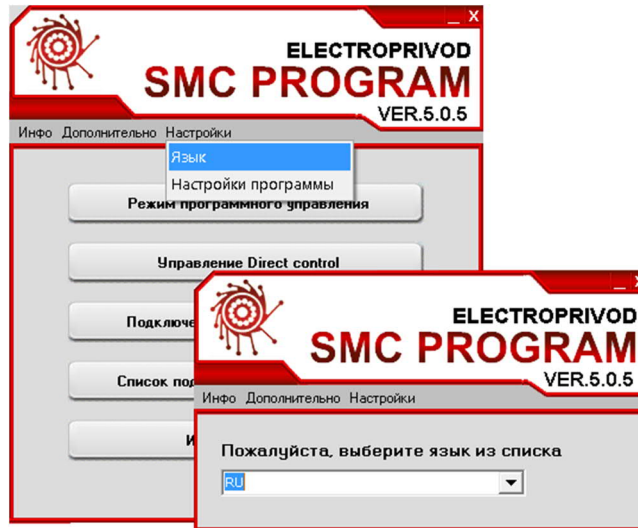 _ X
ELECTROPRIVOD
SMC PROGRAM
VER.5.0.5
Инфо Дополнительно Настройки
Язык
Настройки программы
Режим программного управления
Управление Direct control
Подключе
Список под
И
_ X
ELECTROPRIVOD
SMC PROGRAM
VER.5.0.5
Инфо Дополнительно Настройки
Пожалуйста, выберите язык из списка
RU